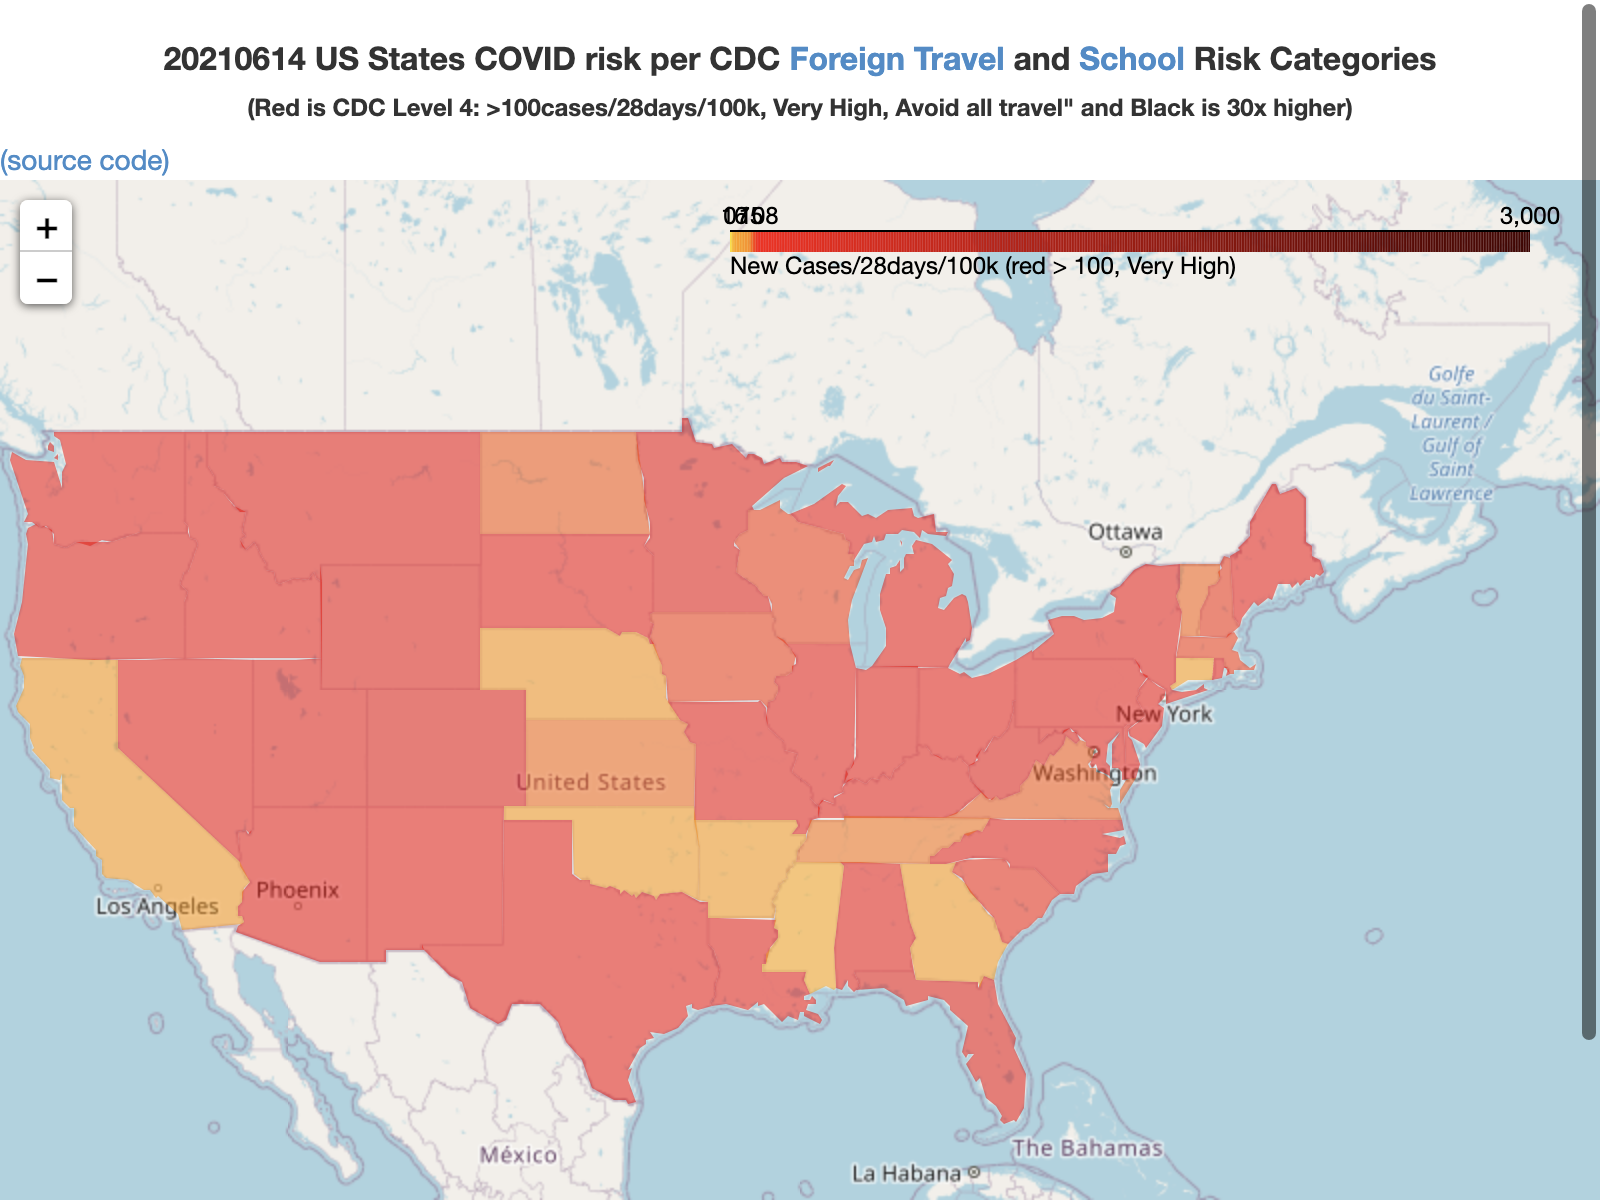 20210614 US States COVID risk per CDC Foreign Travel and School Risk Categories
(Red is CDC Level 4: >100cases/28days/100k, Very High, Avoid all travel" and Black is 30x higher)
(source code)
+
−
3,000
New Cases/28days/100k (red > 100, Very High)
Golfe
du Saint-
Laurent /
Gulf of
Saint
Lawrence
Ottawa
New York
Washington
United States
Phoenix
Los Angeles
México
The Bahamas
La Habana